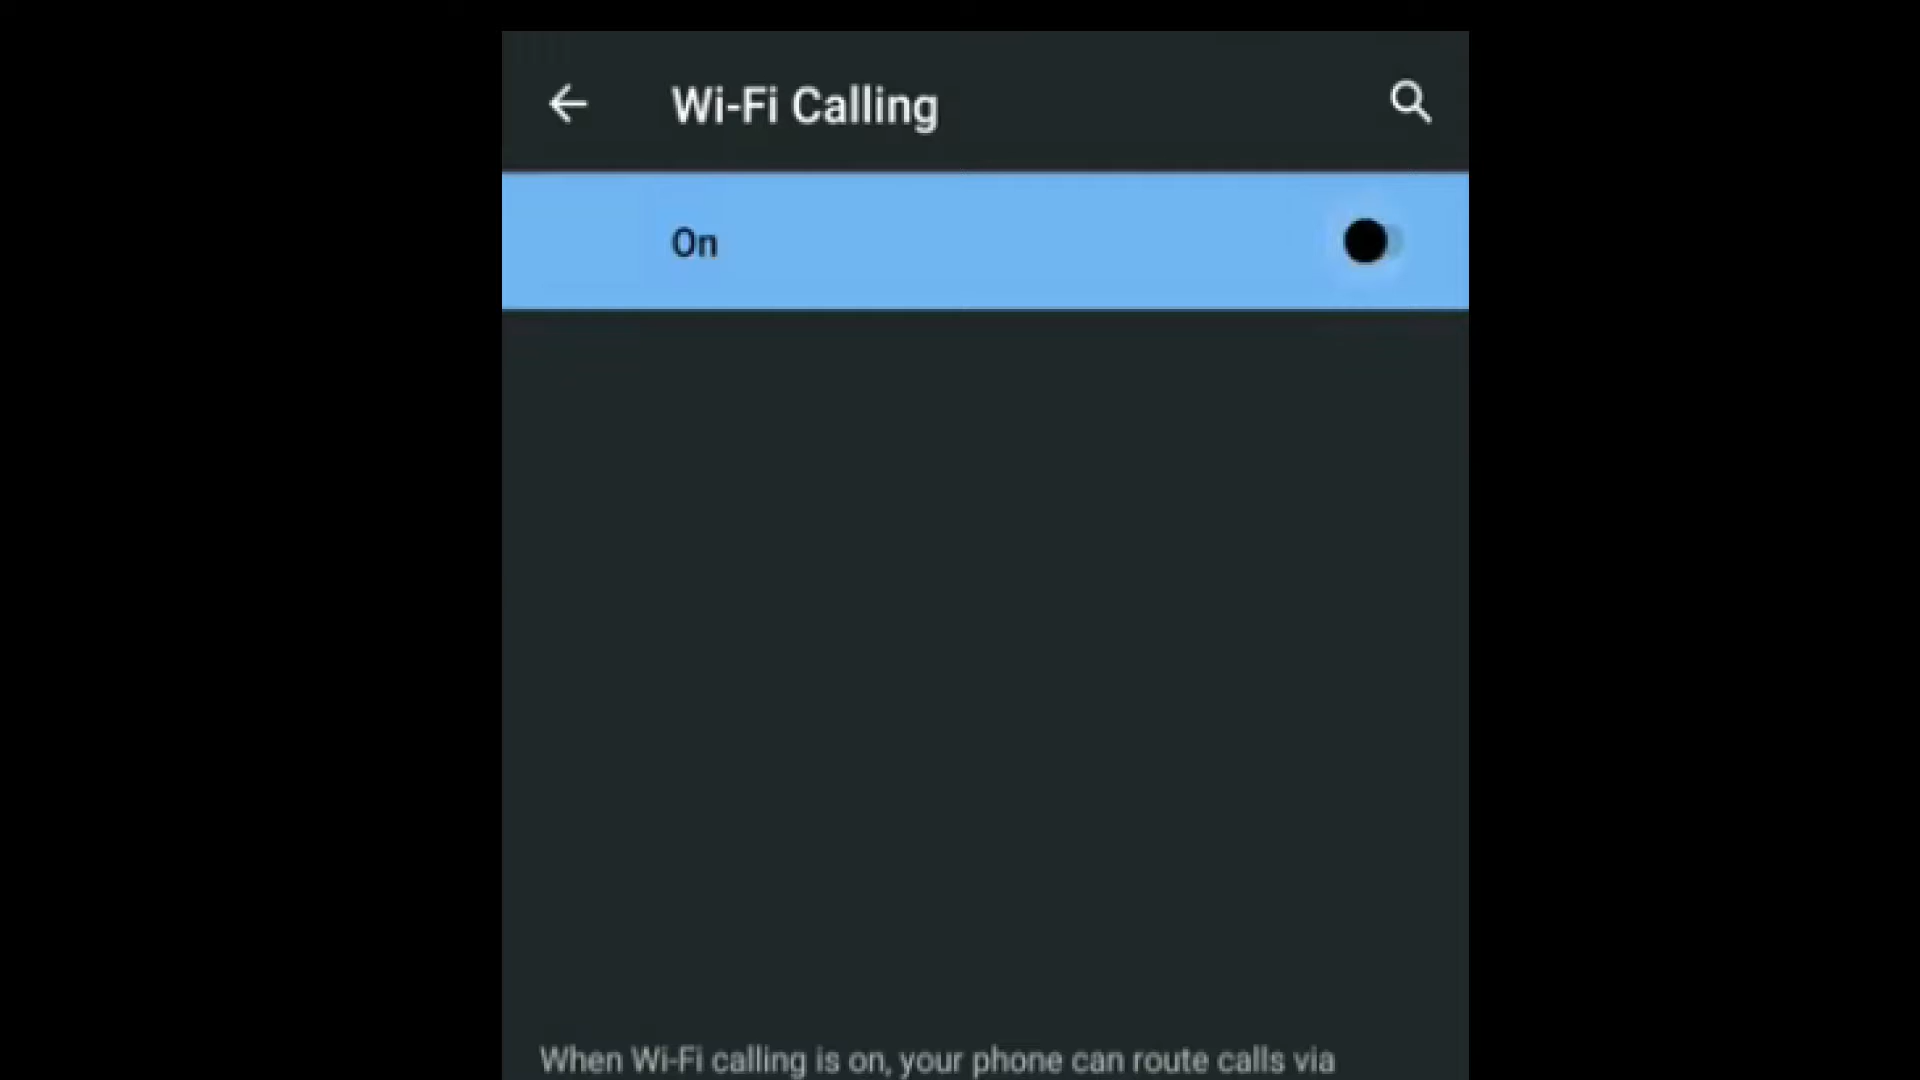 Wi-Fi Calling
On
When Wi-Fi calling is on, your phone can route calls via